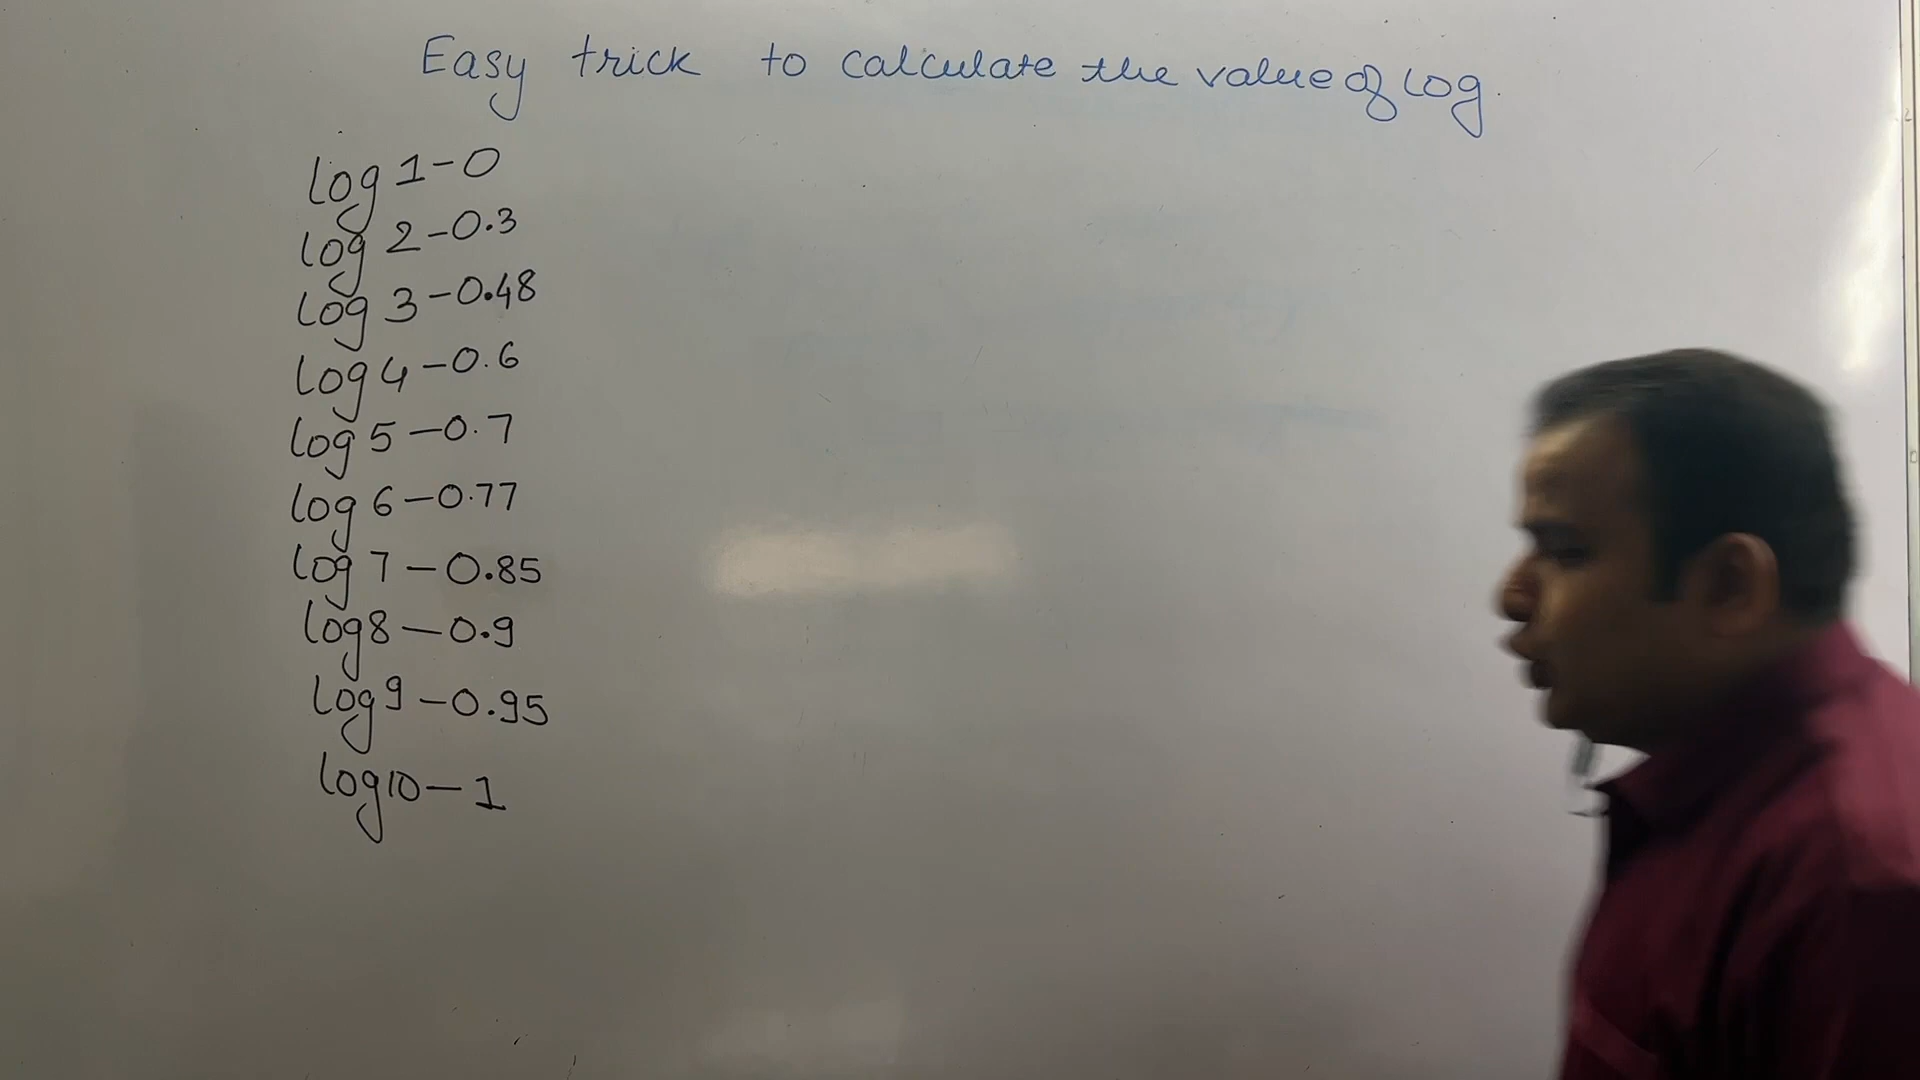 Easy trick to calculate the value of log.
log 1-0
log 2-0.3
log 3-0.48
log 4-0.6
log 5-0.7
log 6-0.77
log 7-0.85
log 8-0.9
log 9-0.95
log 10-1